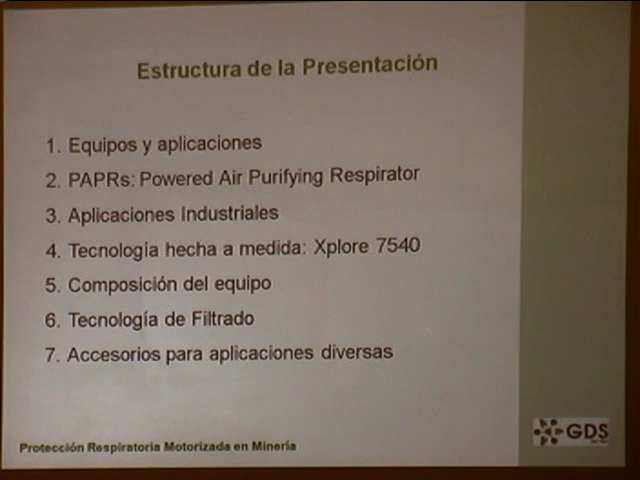 Estructura de la Presentación
1. Equipos y aplicaciones
2. PAPRs: Powered Air Purifying Respirator
3. Aplicaciones Industriales
4. Tecnología hecha a medida: Xplore 7540
5. Composición del equipo
6. Tecnología de Filtrado
7. Accesorios para aplicaciones diversas
GDS
Protección Respiratoria Motorizada en Minería